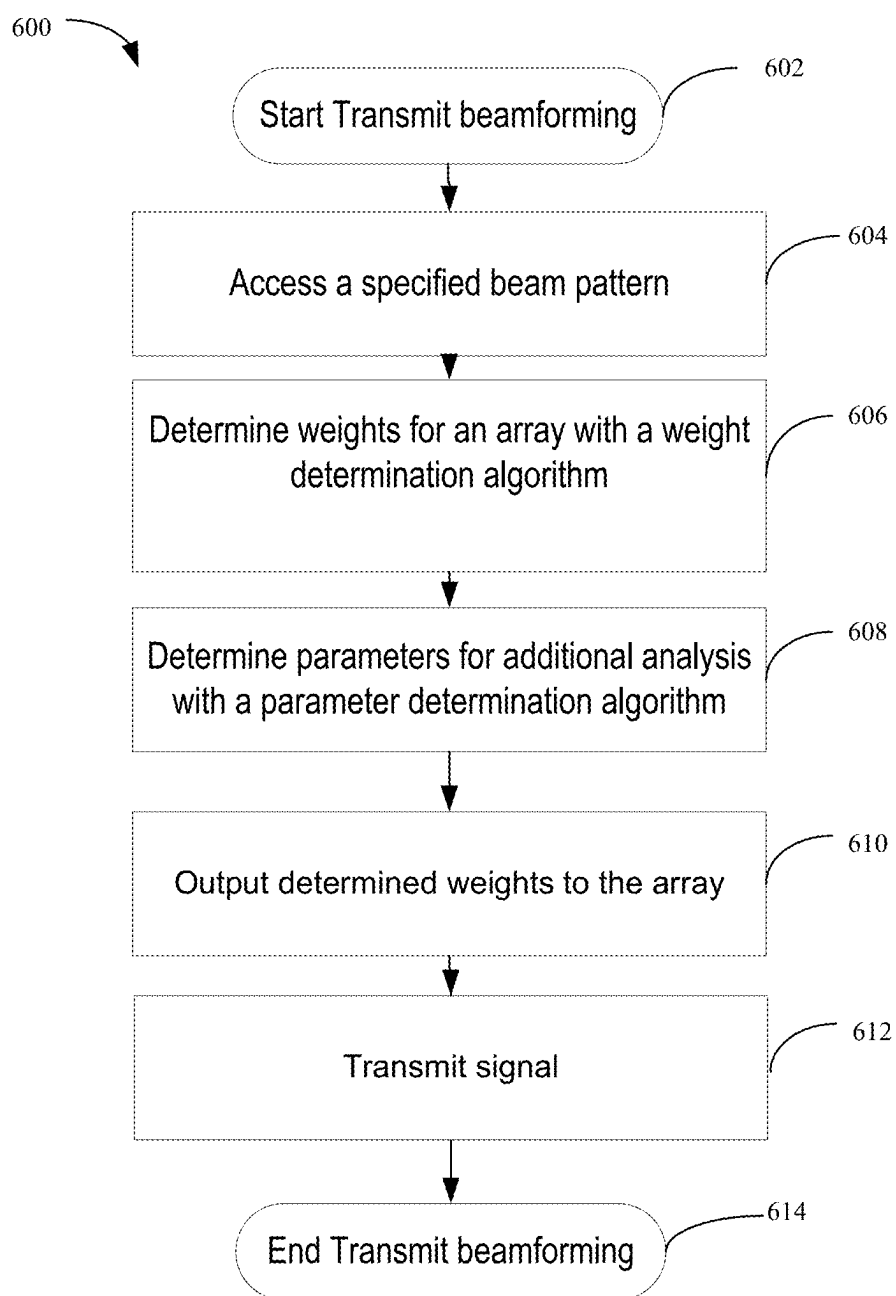 600
602
Start Transmit beamforming
604
Access a specified beam pattern
606
Determine weights for an array with a weight
determination algorithm
608
Determine parameters for additional analysis
with a parameter determination algorithm
610
Output determined weights to the array
612
Transmit signal
614
End Transmit beamforming